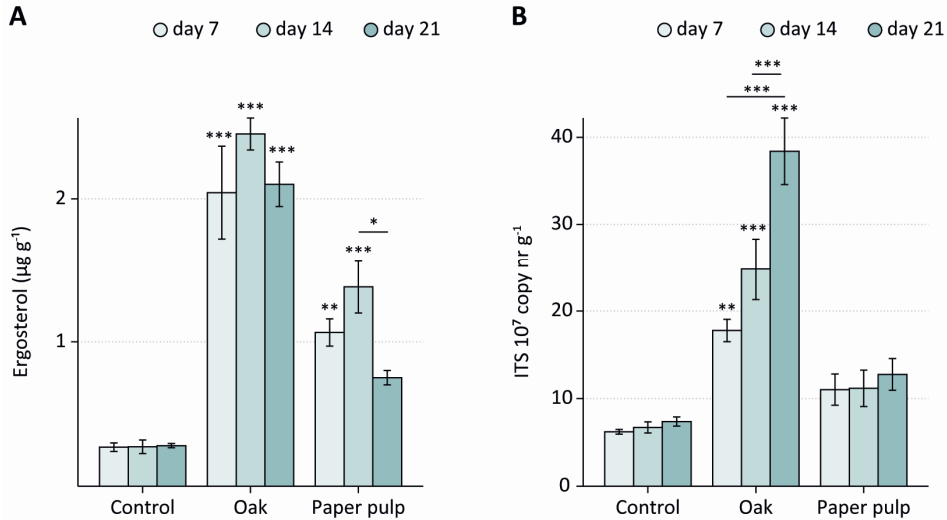 A
day 7 day 14 day 21
***
***
***
2
*
***
**
1
Ergosterol (µg g⁻¹)
Control Oak Paper pulp
B
day 7 day 14 day 21
***
***
***
40
30
***
**
20
10
0
ITS 10⁷ copy nr g⁻¹
Control Oak Paper pulp